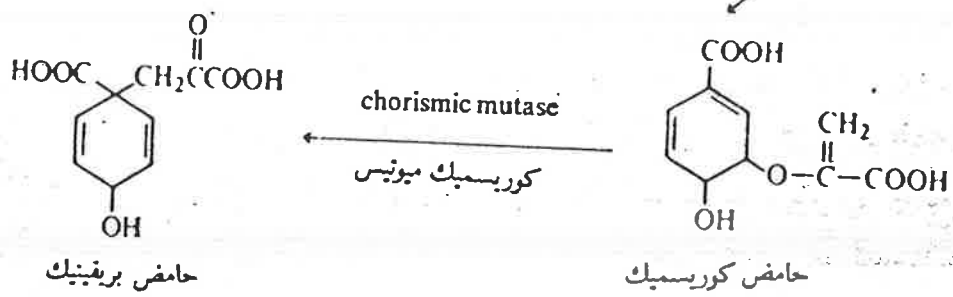 O
HOOC CH₂CCOOH
OH
حامض بريفينيك
chorismic mutase
كوريسميك ميوتيس
COOH
CH₂
O—C—COOH
OH
حامض كوريسميك